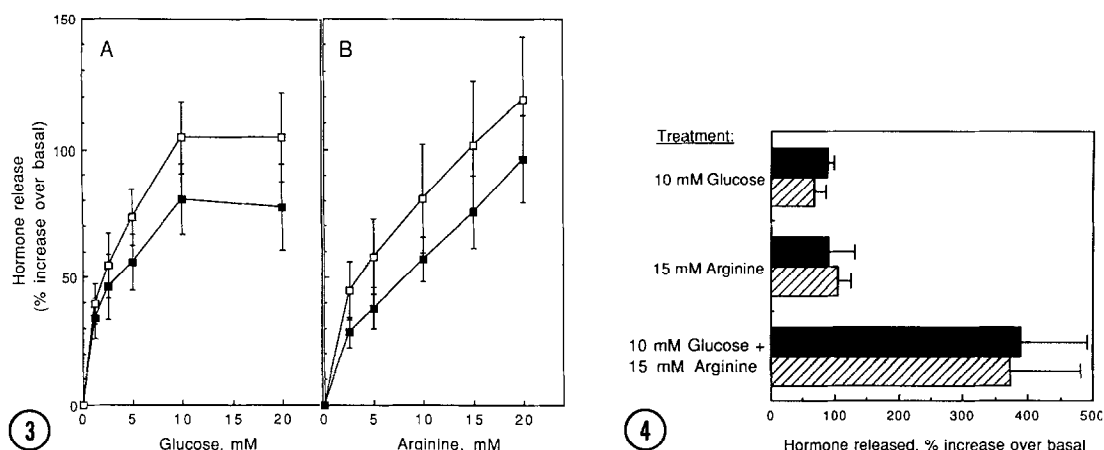 150
A
B
Hormone release
(% increase over basal)
100
50
0
0
5
10
15
20
0
5
10
15
20
Glucose, mM
Arginine, mM
3
Treatment:
10 mM Glucose
15 mM Arginine
10 mM Glucose +
15 mM Arginine
0
100
200
300
400
500
Hormone released, % increase over basal
4